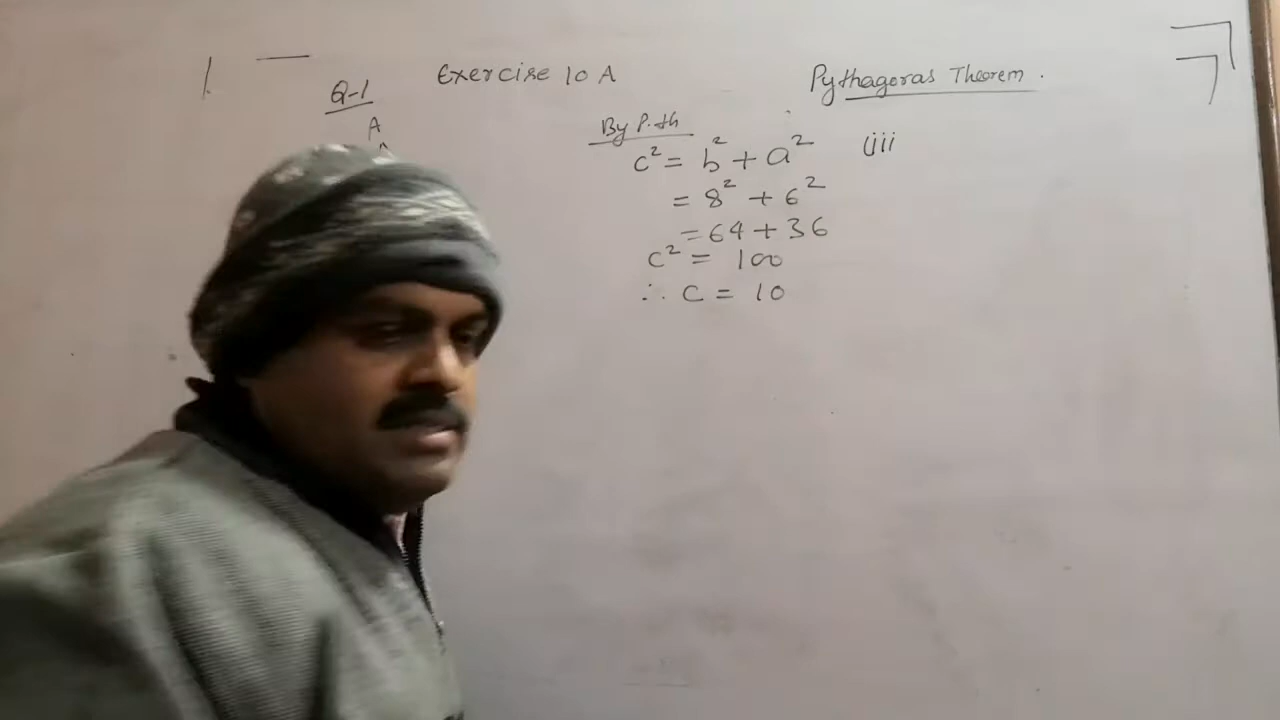 Exercise 10 A
Pythagoras Theorem.
Q-1
A
By P.th
c² = b² + a²
(iii
= 8² + 6²
= 64 + 36
c² = 100
∴ c = 10